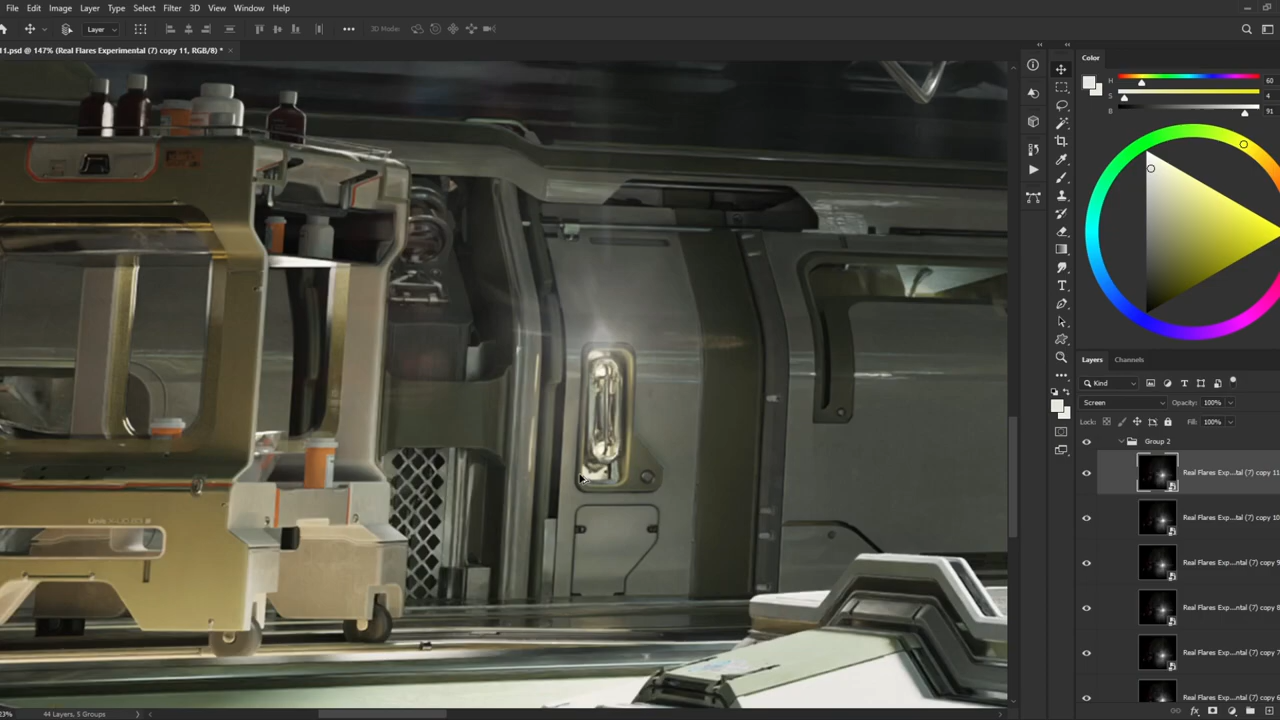 File Edit Image Layer Type Select Filter 3D View Window Help
Layer 3D Mode:
11.psd @ 147% (Real Flares Experimental (7) copy 11, RGB/8) *
Color
H 60
S 4
B 91
Layers Channels
Kind
Screen Opacity: 100%
Lock: Fill: 100%
Group 2
Real Flares Exp...tal (7) copy 11
Real Flares Exp...ntal (7) copy 10
Real Flares Exp...ntal (7) copy 9
Real Flares Exp...ntal (7) copy 8
Real Flares Exp...ntal (7) copy 7
Real Flares Exp...ntal (7) copy 6
23% 44 Layers, 5 Groups